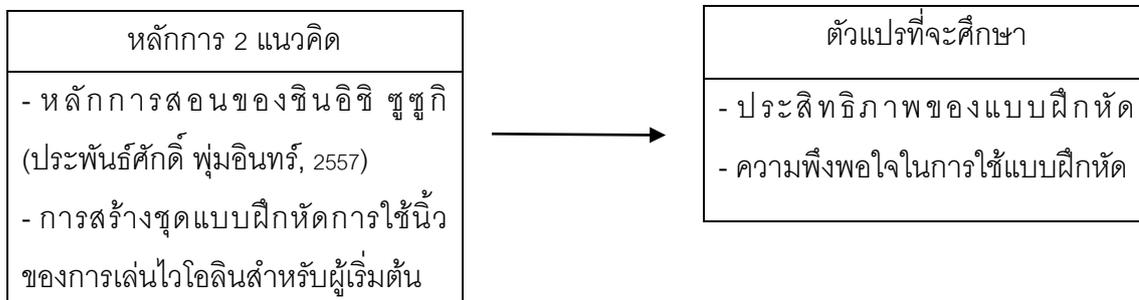 หลักการ 2 แนวคิด
- หลักการสอนของชินอิชิ ซูซูกิ
(ประพันธ์ศักดิ์ พุ่มอินทร์, 2557)
- การสร้างชุดแบบฝึกหัดการใช้นิ้ว
ของการเล่นไวโอลินสำหรับผู้เริ่มต้น
ตัวแปรที่จะศึกษา
- ประสิทธิภาพของแบบฝึกหัด
- ความพึงพอใจในการใช้แบบฝึกหัด